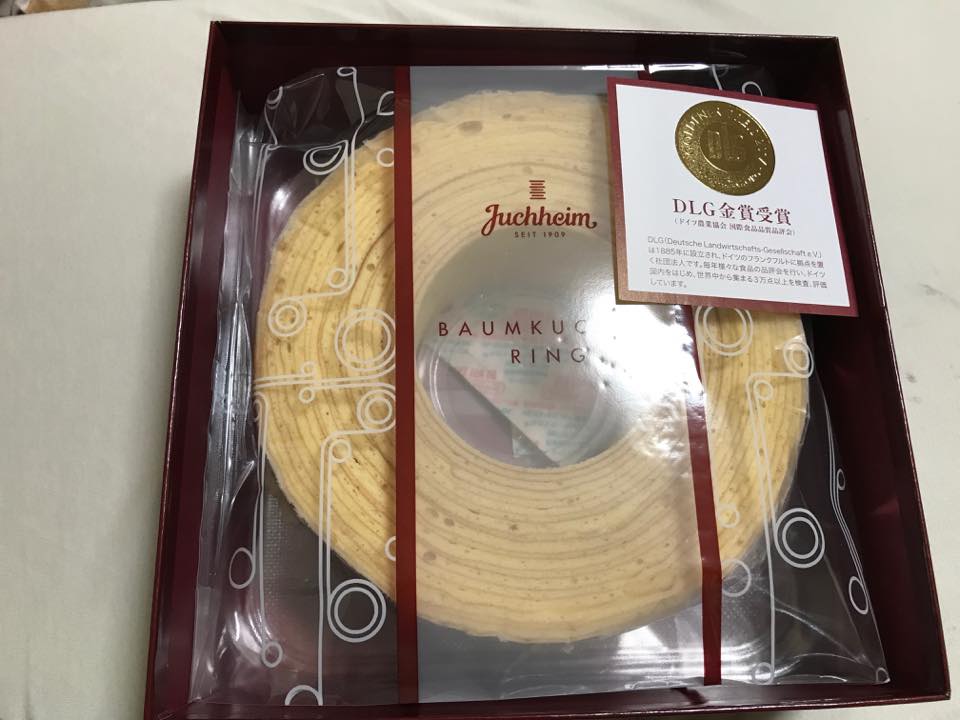 DLG金賞受賞
(ドイツ農業協会 国際食品品質品評会)
DLG(Deutsche Landwirtschafts-Gesellschaft e.V.)
は1885年に設立され、ドイツのフランクフルトに拠点を置
く社団法人です。毎年様々な食品の品評会を行い、ドイツ
国内をはじめ、世界中から集まる3万点以上を検査、評価
しています。
Juchheim
SEIT 1909
RING